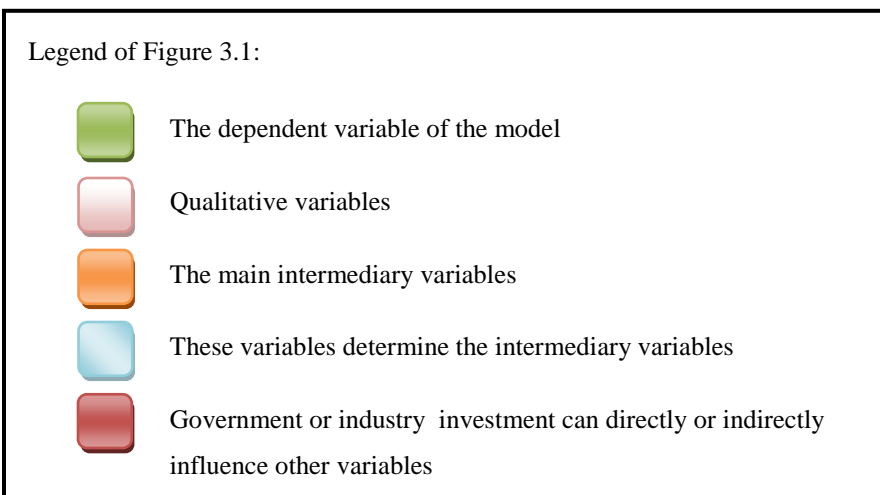 Legend of Figure 3.1:
The dependent variable of the model
Qualitative variables
The main intermediary variables
These variables determine the intermediary variables
Government or industry investment can directly or indirectly
influence other variables